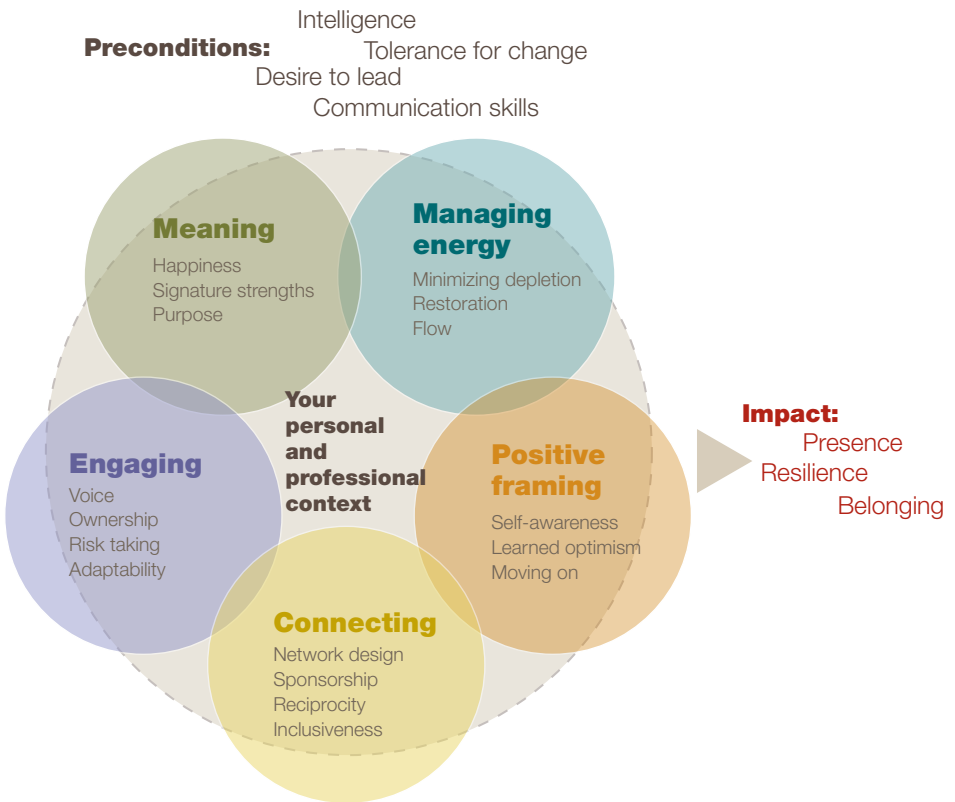 Intelligence
Preconditions:
Tolerance for change
Desire to lead
Communication skills
Meaning
Happiness
Signature strengths
Purpose
Managing
energy
Minimizing depletion
Restoration
Flow
Your
personal
and
professional
context
Engaging
Voice
Ownership
Risk taking
Adaptability
Positive
framing
Self-awareness
Learned optimism
Moving on
Connecting
Network design
Sponsorship
Reciprocity
Inclusiveness
Impact:
Presence
Resilience
Belonging